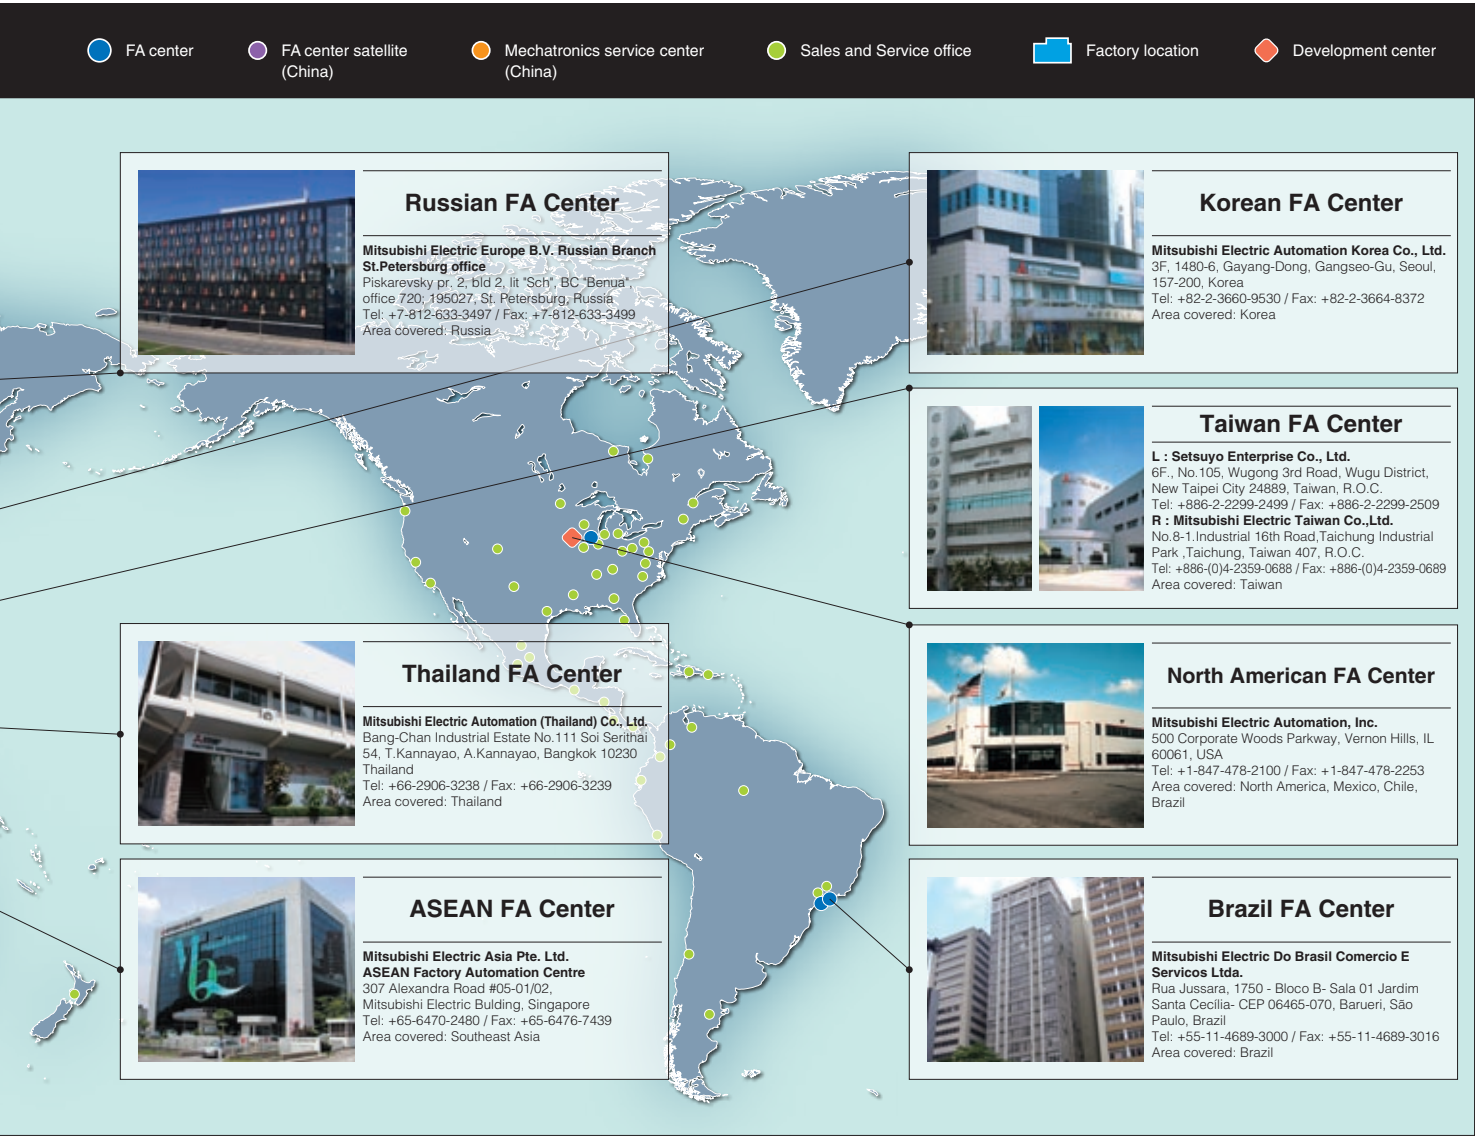 FA center
FA center satellite
(China)
Mechatronics service center
(China)
Sales and Service office
Factory location
Development center
Russian FA Center
Mitsubishi Electric Europe B.V. Russian Branch
St.Petersburg office
Piskarevsky pr. 2, bld 2, lit "Sch", BC "Benua",
office 720; 195027, St. Petersburg, Russia
Tel: +7-812-633-3497 / Fax: +7-812-633-3499
Area covered: Russia
Korean FA Center
Mitsubishi Electric Automation Korea Co., Ltd.
3F, 1480-6, Gayang-Dong, Gangseo-Gu, Seoul,
157-200, Korea
Tel: +82-2-3660-9530 / Fax: +82-2-3664-8372
Area covered: Korea
Taiwan FA Center
L : Setsuyo Enterprise Co., Ltd.
6F., No.105, Wugong 3rd Road, Wugu District,
New Taipei City 24889, Taiwan, R.O.C.
Tel: +886-2-2299-2499 / Fax: +886-2-2299-2509
R : Mitsubishi Electric Taiwan Co.,Ltd.
No.8-1.Industrial 16th Road,Taichung Industrial
Park ,Taichung, Taiwan 407, R.O.C.
Tel: +886-(0)4-2359-0688 / Fax: +886-(0)4-2359-0689
Area covered: Taiwan
Thailand FA Center
Mitsubishi Electric Automation (Thailand) Co., Ltd.
Bang-Chan Industrial Estate No.111 Soi Serithai
54, T.Kannayao, A.Kannayao, Bangkok 10230
Thailand
Tel: +66-2906-3238 / Fax: +66-2906-3239
Area covered: Thailand
North American FA Center
Mitsubishi Electric Automation, Inc.
500 Corporate Woods Parkway, Vernon Hills, IL
60061, USA
Tel: +1-847-478-2100 / Fax: +1-847-478-2253
Area covered: North America, Mexico, Chile,
Brazil
ASEAN FA Center
Mitsubishi Electric Asia Pte. Ltd.
ASEAN Factory Automation Centre
307 Alexandra Road #05-01/02,
Mitsubishi Electric Bulding, Singapore
Tel: +65-6470-2480 / Fax: +65-6476-7439
Area covered: Southeast Asia
Brazil FA Center
Mitsubishi Electric Do Brasil Comercio E
Servicos Ltda.
Rua Jussara, 1750 - Bloco B- Sala 01 Jardim
Santa Cecília- CEP 06465-070, Barueri, São
Paulo, Brazil
Tel: +55-11-4689-3000 / Fax: +55-11-4689-3016
Area covered: Brazil